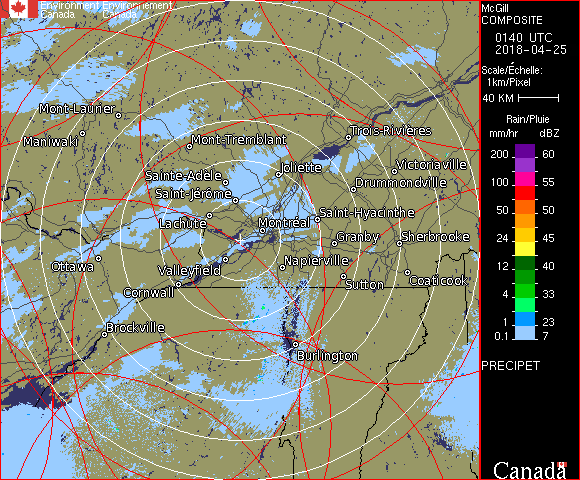 Environment Environnement
Canada Canada
McGill
COMPOSITE
0140 UTC
2018-04-25
Scale/Échelle:
1km/Pixel
40 KM
Rain/Pluie
mm/hr dBZ
200 60
100 55
50 50
24 45
12 40
4 33
1 23
0.1 7
PRECIPET
Canada
Mont-Laurier
Maniwaki
Mont-Tremblant
Trois-Rivières
Joliette
Victoriaville
Sainte-Adèle
Drummondville
Saint-Jérôme
Saint-Hyacinthe
Lachute
Montréal
Granby
Sherbrooke
Ottawa
Valleyfield
Napierville
Cornwall
Sutton
Coaticook
Brockville
Burlington